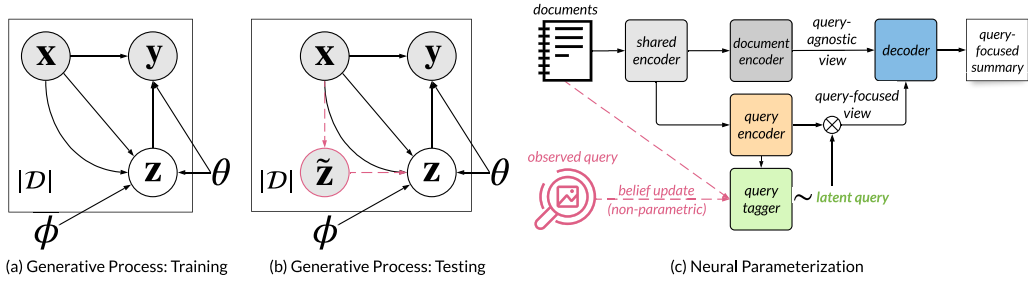 x
y
z
θ
|D|
ϕ
(a) Generative Process: Training
x
y
z̃
z
θ
|D|
ϕ
(b) Generative Process: Testing
documents
shared
encoder
document
encoder
query-
agnostic
view
decoder
query-
focused
summary
query-focused
view
query
encoder
observed query
belief update
(non-parametric)
query
tagger
~ latent query
(c) Neural Parameterization